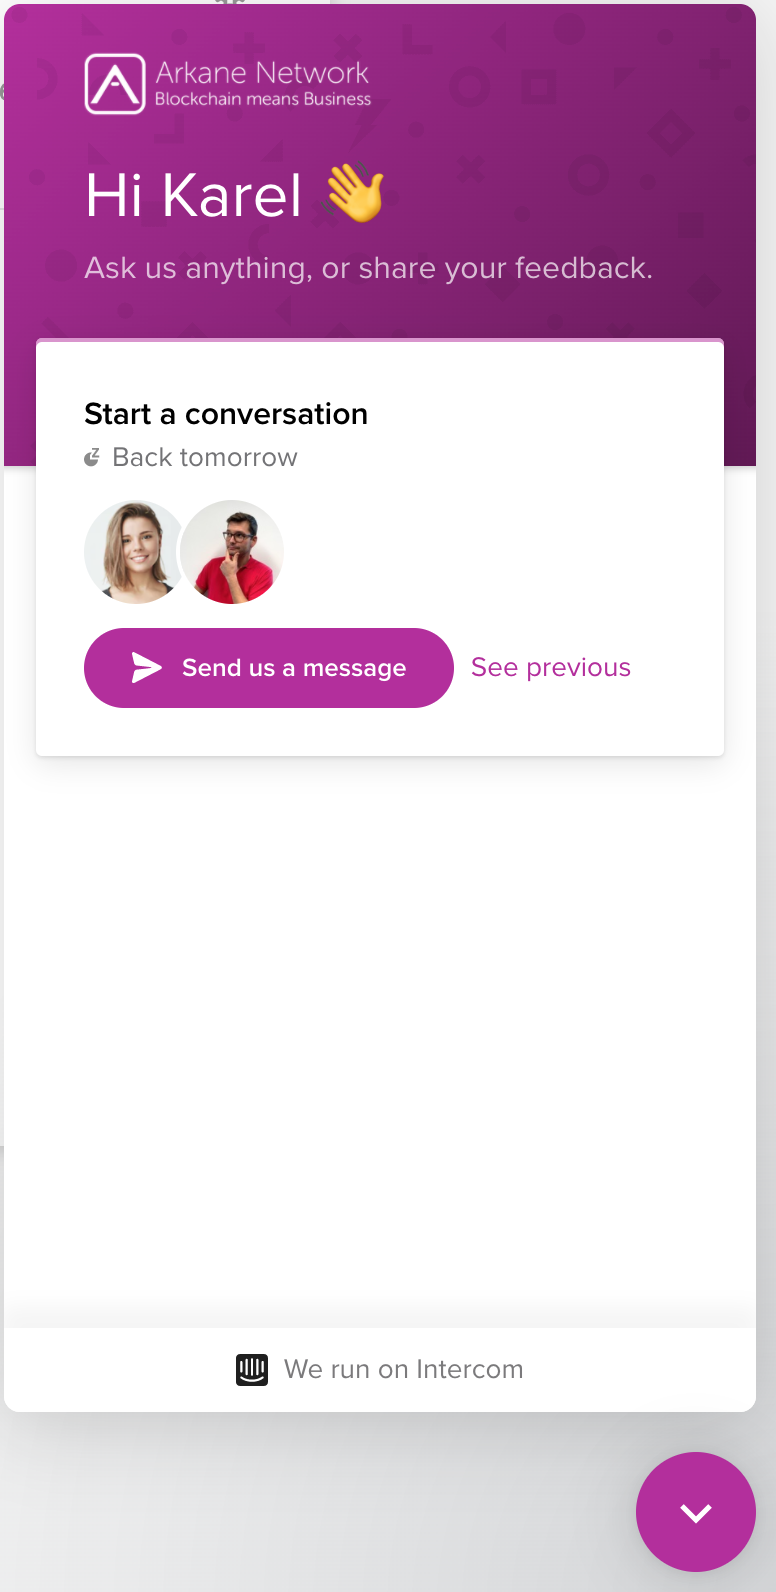 Arkane Network
Blockchain means Business
Hi Karel 👋
Ask us anything, or share your feedback.
Start a conversation
Back tomorrow
Send us a message
See previous
We run on Intercom